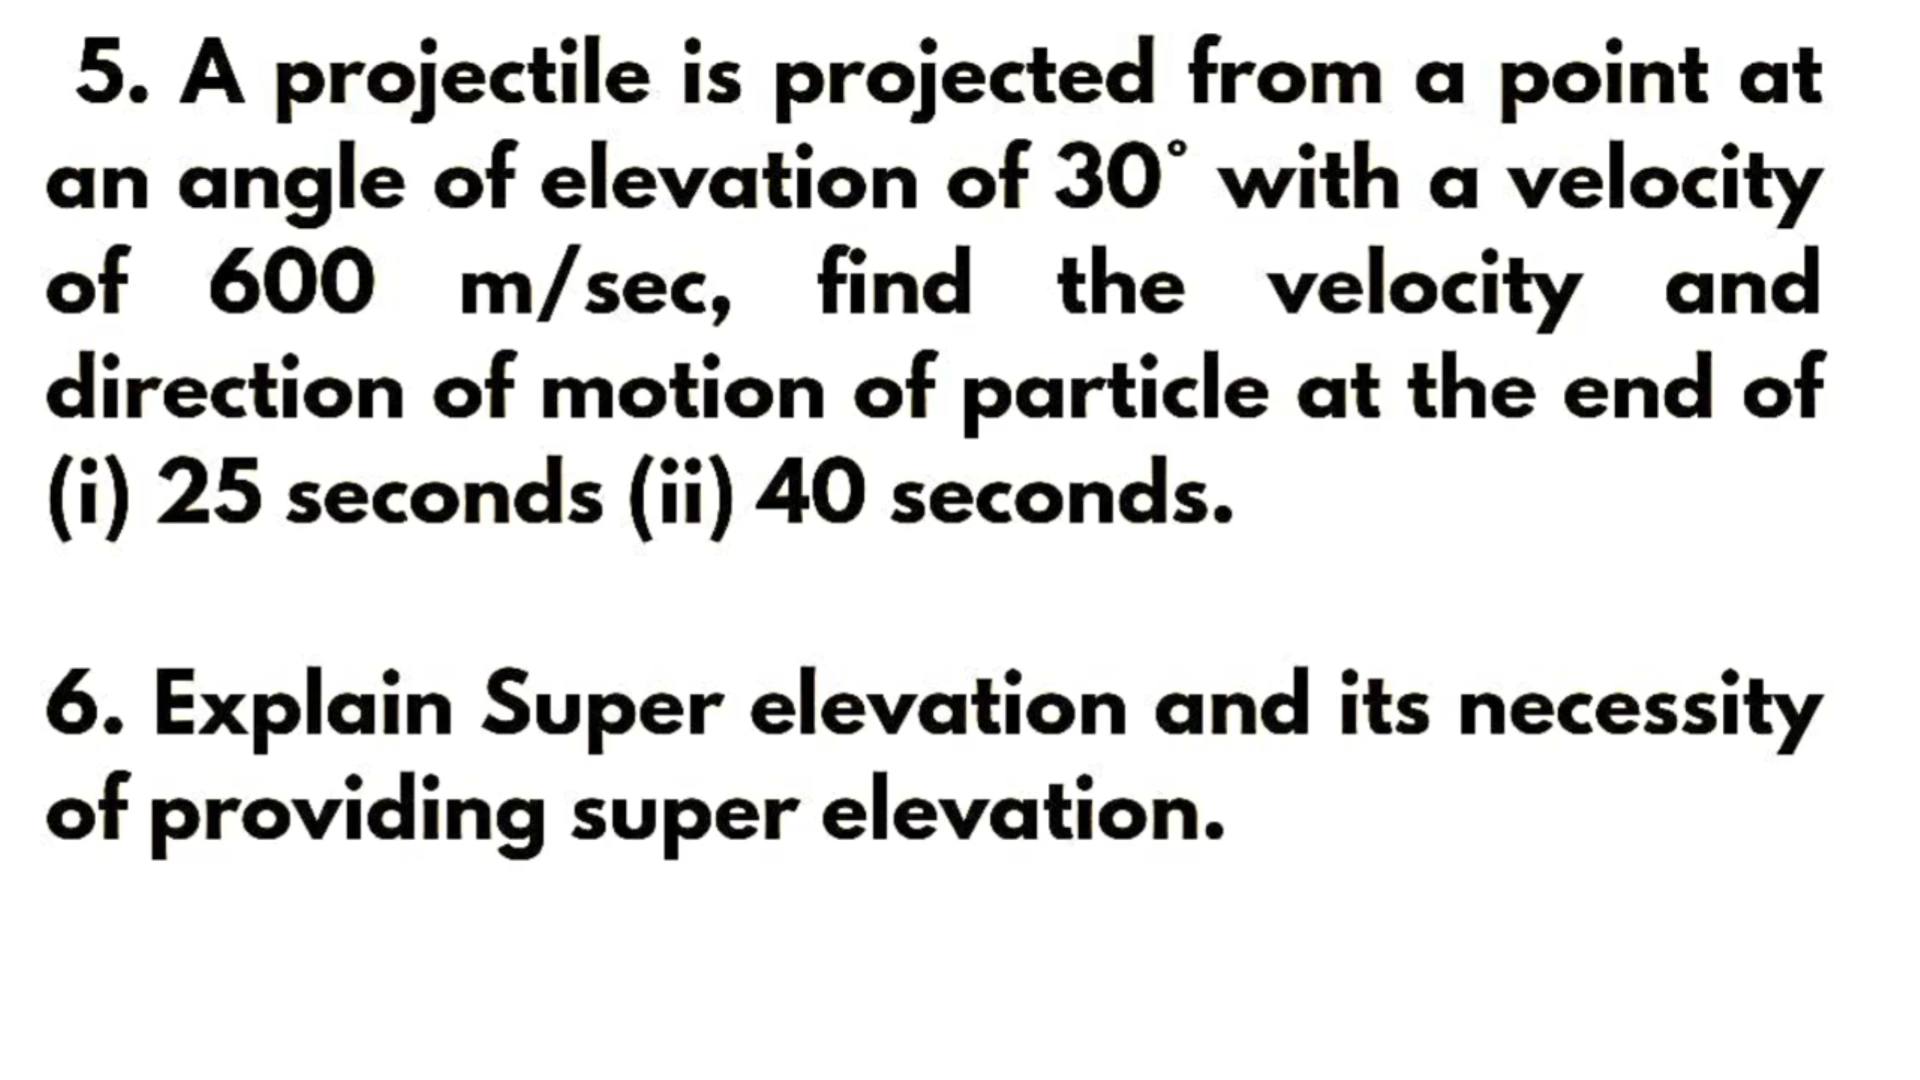 5. A projectile is projected from a point at
an angle of elevation of 30° with a velocity
of 600 m/sec, find the velocity and
direction of motion of particle at the end of
(i) 25 seconds (ii) 40 seconds.
6. Explain Super elevation and its necessity
of providing super elevation.